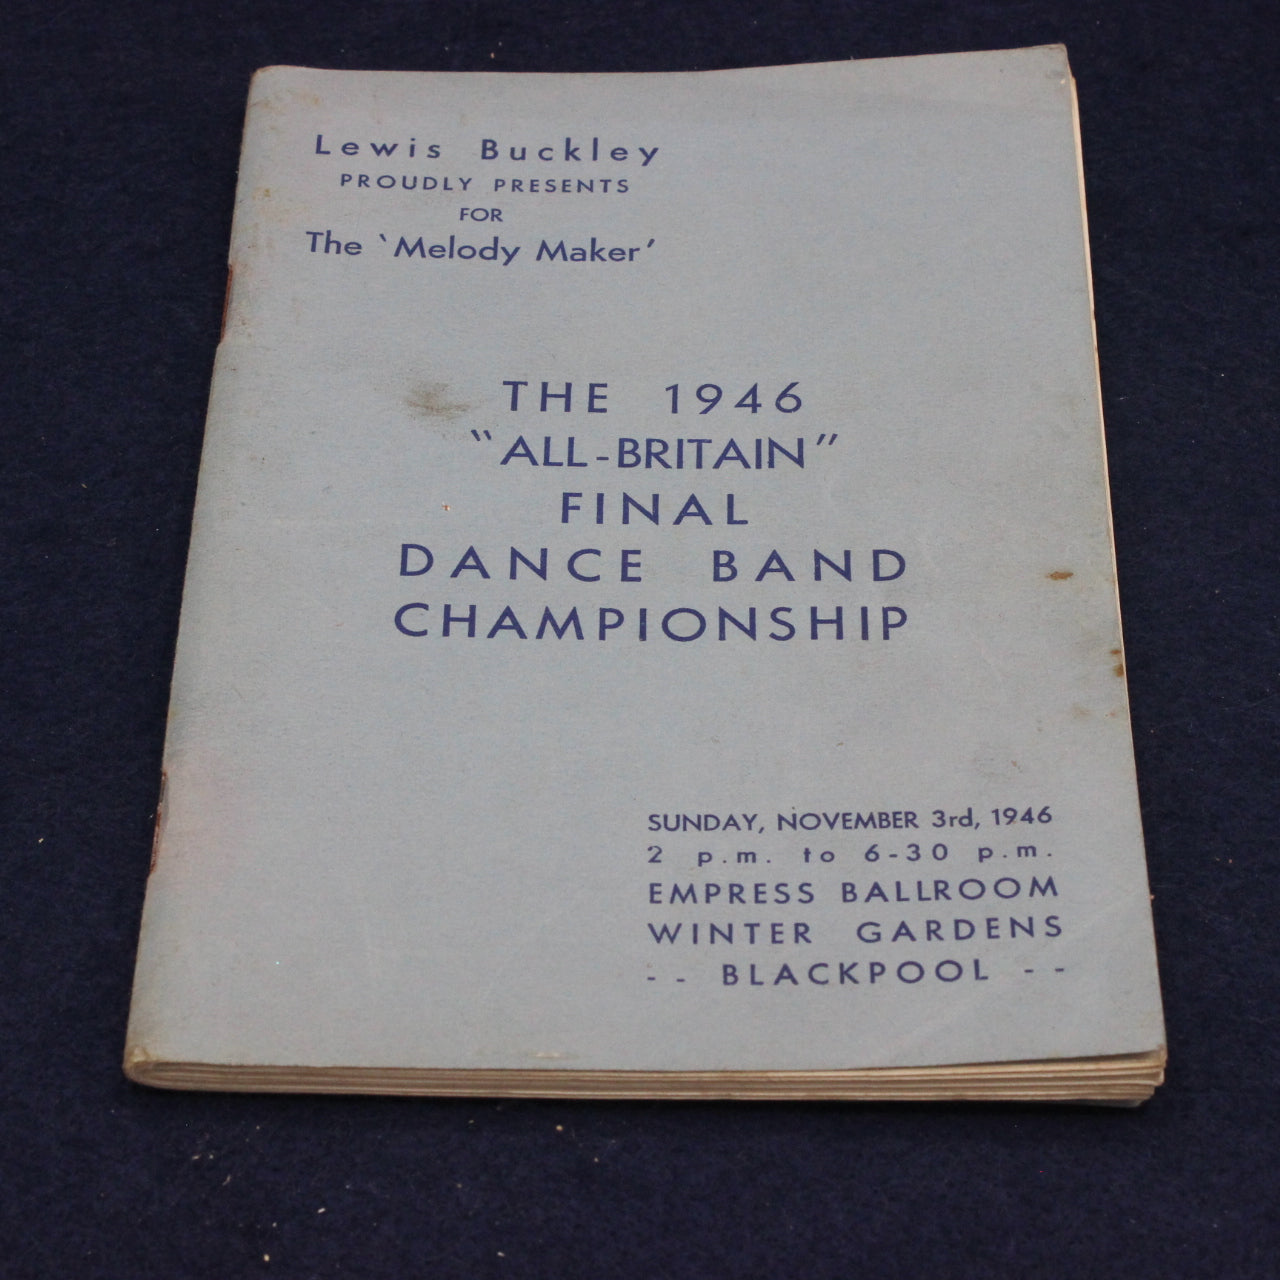 Lewis Buckley
PROUDLY PRESENTS
FOR
The ‘Melody Maker’
THE 1946
“ALL-BRITAIN”
FINAL
DANCE BAND
CHAMPIONSHIP
SUNDAY, NOVEMBER 3rd, 1946
2 p.m. to 6-30 p.m.
EMPRESS BALLROOM
WINTER GARDENS
-- BLACKPOOL --